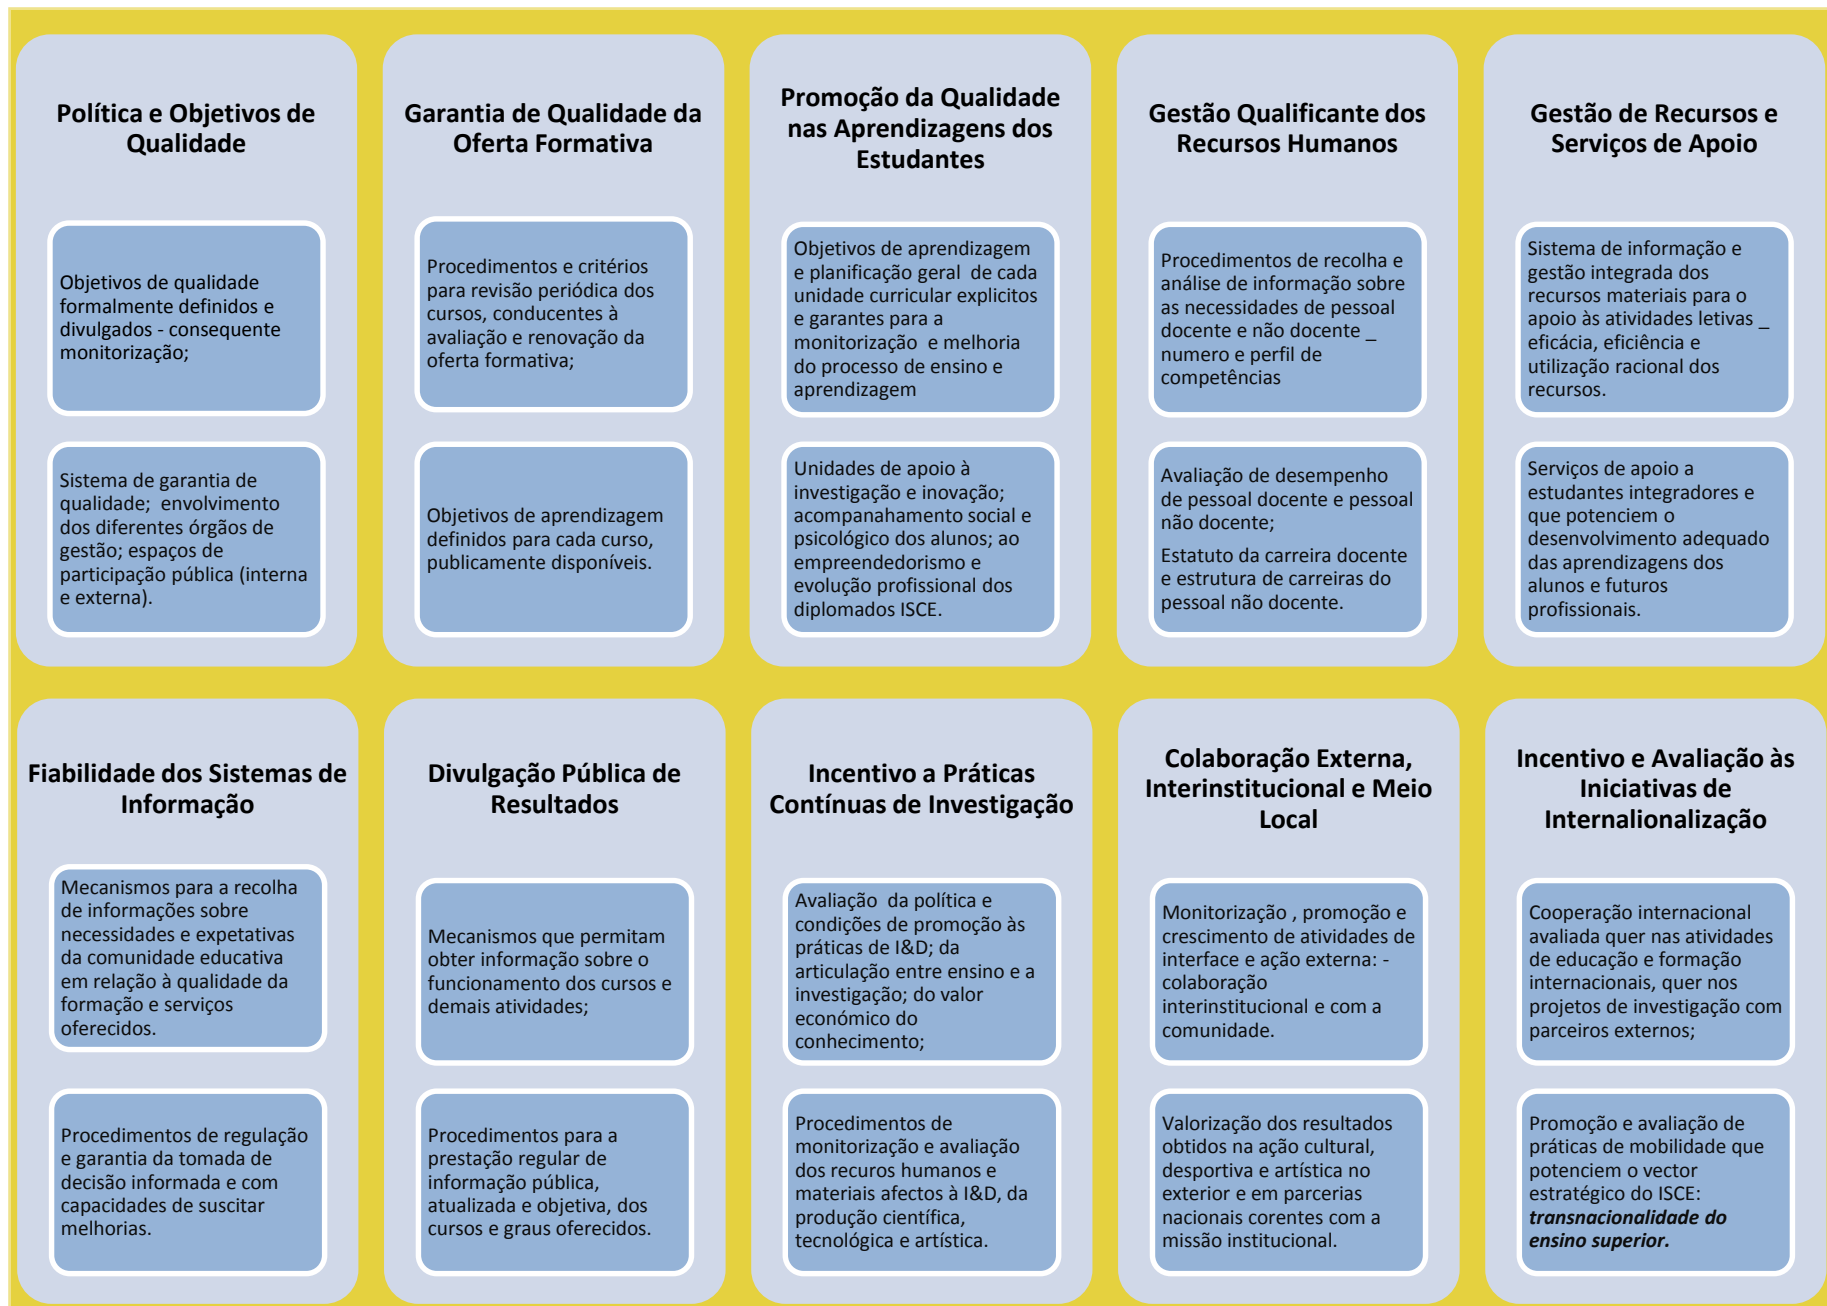 Política e Objetivos de
Qualidade
Objetivos de qualidade
formalmente definidos e
divulgados - consequente
monitorização;
Sistema de garantia de
qualidade;  envolvimento
dos diferentes órgãos de
gestão; espaços de
participação pública (interna
e externa).
Garantia de Qualidade da
Oferta Formativa
Procedimentos e critérios
para revisão periódica dos
cursos, conducentes à
avaliação e renovação da
oferta formativa;
Objetivos de aprendizagem
definidos para cada curso,
publicamente disponíveis.
Promoção da Qualidade
nas Aprendizagens dos
Estudantes
Objetivos de aprendizagem
e planificação geral  de cada
unidade curricular explicitos
e garantes para a
monitorização  e melhoria
do processo de ensino e
aprendizagem
Unidades de apoio à
investigação e inovação;
acompanahamento social e
psicológico dos alunos; ao
empreendedorismo e
evolução profissional dos
diplomados ISCE.
Gestão Qualificante dos
Recursos Humanos
Procedimentos de recolha e
análise de informação sobre
as necessidades de pessoal
docente e não docente _
numero e perfil de
competências
Avaliação de desempenho
de pessoal docente e pessoal
não docente;
Estatuto da carreira docente
e estrutura de carreiras do
pessoal não docente.
Gestão de Recursos e
Serviços de Apoio
Sistema de informação e
gestão integrada dos
recursos materiais para o
apoio às atividades letivas _
eficácia, eficiência e
utilização racional dos
recursos.
Serviços de apoio a
estudantes integradores e
que potenciem o
desenvolvimento adequado
das aprendizagens dos
alunos e futuros
profissionais.
Fiabilidade dos Sistemas de
Informação
Mecanismos para a recolha
de informações sobre
necessidades e expetativas
da comunidade educativa
em relação à qualidade da
formação e serviços
oferecidos.
Procedimentos de regulação
e garantia da tomada de
decisão informada e com
capacidades de suscitar
melhorias.
Divulgação Pública de
Resultados
Mecanismos que permitam
obter informação sobre o
funcionamento dos cursos e
demais atividades;
Procedimentos para a
prestação regular de
informação pública,
atualizada e objetiva, dos
cursos e graus oferecidos.
Incentivo a Práticas
Contínuas de Investigação
Avaliação  da política e
condições de promoção às
práticas de I&D; da
articulação entre ensino e a
investigação; do valor
económico do
conhecimento;
Procedimentos de
monitorização e avaliação
dos recuros humanos e
materiais afectos à I&D, da
produção científica,
tecnológica e artística.
Colaboração Externa,
Interinstitucional e Meio
Local
Monitorização , promoção e
crescimento de atividades de
interface e ação externa: -
colaboração
interinstitucional e com a
comunidade.
Valorização dos resultados
obtidos na ação cultural,
desportiva e artística no
exterior e em parcerias
nacionais corentes com a
missão institucional.
Incentivo e Avaliação às
Iniciativas de
Internalionalização
Cooperação internacional
avaliada quer nas atividades
de educação e formação
internacionais, quer nos
projetos de investigação com
parceiros externos;
Promoção e avaliação de
práticas de mobilidade que
potenciem o vector
estratégico do ISCE:
transnacionalidade do
ensino superior.